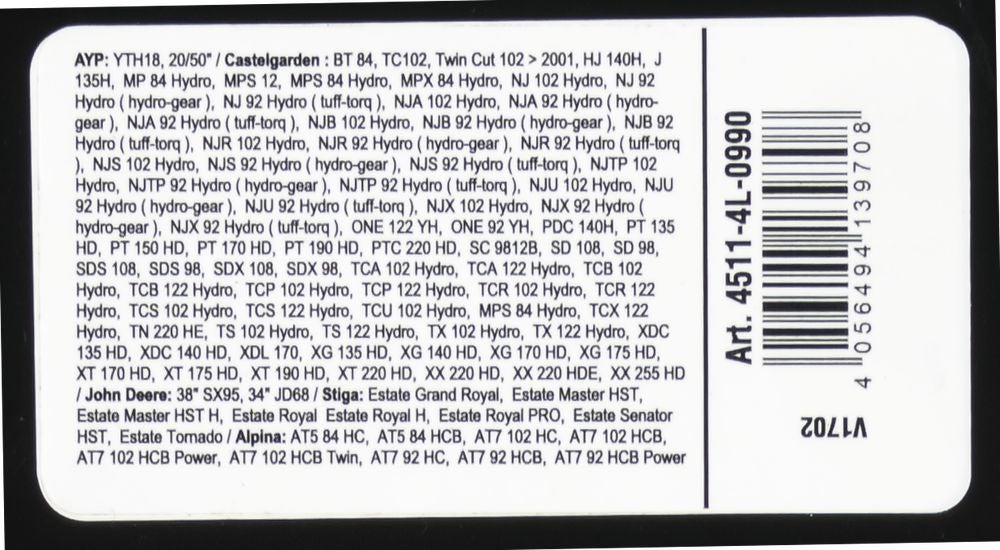 AYP: YTH18, 20/50" / Castelgarden : BT 84, TC102, Twin Cut 102 > 2001, HJ 140H, J
135H, MP 84 Hydro, MPS 12, MPS 84 Hydro, MPX 84 Hydro, NJ 102 Hydro, NJ 92
Hydro ( hydro-gear ), NJ 92 Hydro ( tuff-torq ), NJA 102 Hydro, NJA 92 Hydro ( hydro-
gear ), NJA 92 Hydro ( tuff-torq ), NJB 102 Hydro, NJB 92 Hydro ( hydro-gear ), NJB 92
Hydro ( tuff-torq ), NJR 102 Hydro, NJR 92 Hydro ( hydro-gear ), NJR 92 Hydro ( tuff-torq
), NJS 102 Hydro, NJS 92 Hydro ( hydro-gear ), NJS 92 Hydro ( tuff-torq ), NJTP 102
Hydro, NJTP 92 Hydro ( hydro-gear ), NJTP 92 Hydro ( tuff-torq ), NJU 102 Hydro, NJU
92 Hydro ( hydro-gear ), NJU 92 Hydro ( tuff-torq ), NJX 102 Hydro, NJX 92 Hydro (
hydro-gear ), NJX 92 Hydro ( tuff-torq ), ONE 122 YH, ONE 92 YH, PDC 140H, PT 135
HD, PT 150 HD, PT 170 HD, PT 190 HD, PTC 220 HD, SC 9812B, SD 108, SD 98,
SDS 108, SDS 98, SDX 108, SDX 98, TCA 102 Hydro, TCA 122 Hydro, TCB 102
Hydro, TCB 122 Hydro, TCP 102 Hydro, TCP 122 Hydro, TCR 102 Hydro, TCR 122
Hydro, TCS 102 Hydro, TCS 122 Hydro, TCU 102 Hydro, MPS 84 Hydro, TCX 122
Hydro, TN 220 HE, TS 102 Hydro, TS 122 Hydro, TX 102 Hydro, TX 122 Hydro, XDC
135 HD, XDC 140 HD, XDL 170, XG 135 HD, XG 140 HD, XG 170 HD, XG 175 HD,
XT 170 HD, XT 175 HD, XT 190 HD, XT 220 HD, XX 220 HD, XX 220 HDE, XX 255 HD
/ John Deere: 38" SX95, 34" JD68 / Stiga: Estate Grand Royal, Estate Master HST,
Estate Master HST H, Estate Royal Estate Royal H, Estate Royal PRO, Estate Senator
HST, Estate Tornado / Alpina: AT5 84 HC, AT5 84 HCB, AT7 102 HC, AT7 102 HCB,
AT7 102 HCB Power, AT7 102 HCB Twin, AT7 92 HC, AT7 92 HCB, AT7 92 HCB Power
Art. 4511-4L-0990
4 056494 139708
V1702